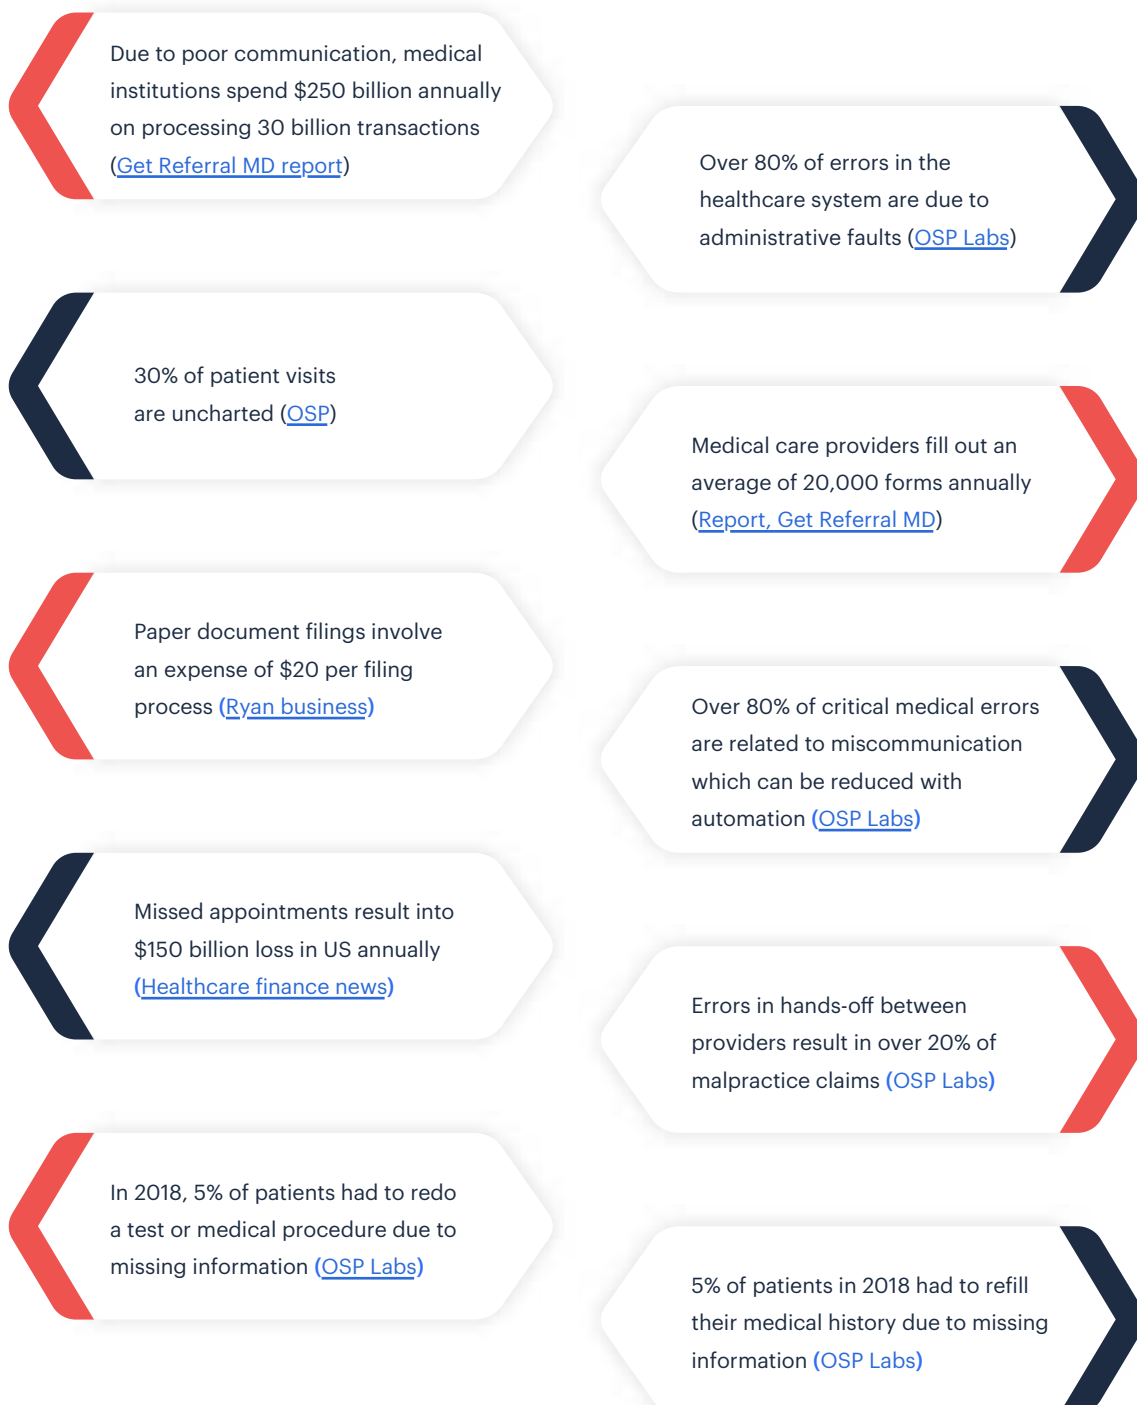 Due to poor communication, medical
institutions spend $250 billion annually
on processing 30 billion transactions
(Get Referral MD report)
Over 80% of errors in the
healthcare system are due to
administrative faults (OSP Labs)
30% of patient visits
are uncharted (OSP)
Medical care providers fill out an
average of 20,000 forms annually
(Report, Get Referral MD)
Paper document filings involve
an expense of $20 per filing
process (Ryan business)
Over 80% of critical medical errors
are related to miscommunication
which can be reduced with
automation (OSP Labs)
Missed appointments result into
$150 billion loss in US annually
(Healthcare finance news)
Errors in hands-off between
providers result in over 20% of
malpractice claims (OSP Labs)
In 2018, 5% of patients had to redo
a test or medical procedure due to
missing information (OSP Labs)
5% of patients in 2018 had to refill
their medical history due to missing
information (OSP Labs)